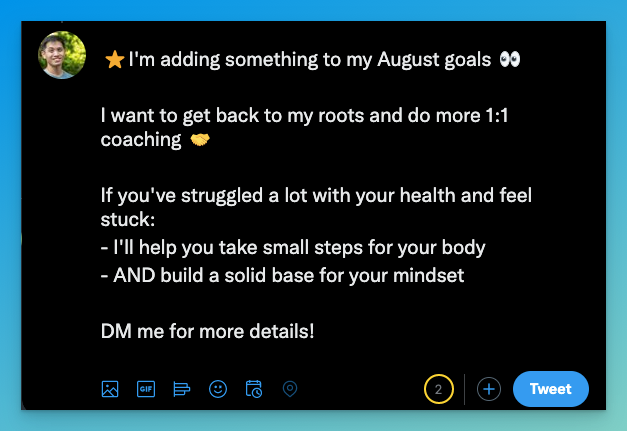 ⭐I'm adding something to my August goals 👀
I want to get back to my roots and do more 1:1
coaching 🤝
If you've struggled a lot with your health and feel
stuck:
- I'll help you take small steps for your body
- AND build a solid base for your mindset
DM me for more details!
GIF
2
Tweet